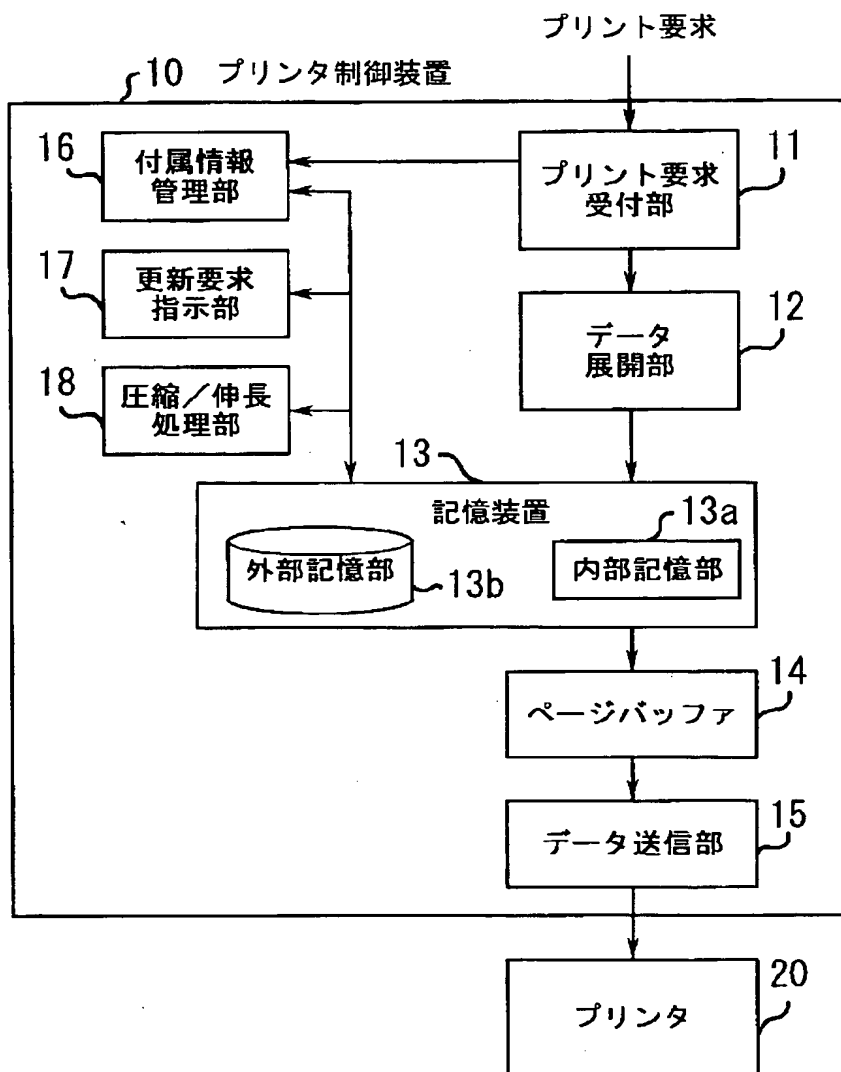 プリント要求
10 プリンタ制御装置
16
付属情報
管理部
プリント要求
受付部
11
17
更新要求
指示部
データ
展開部
12
18
圧縮/伸長
処理部
13
記憶装置
13a
外部記憶部
13b
内部記憶部
14
ページバッファ
15
データ送信部
20
プリンタ